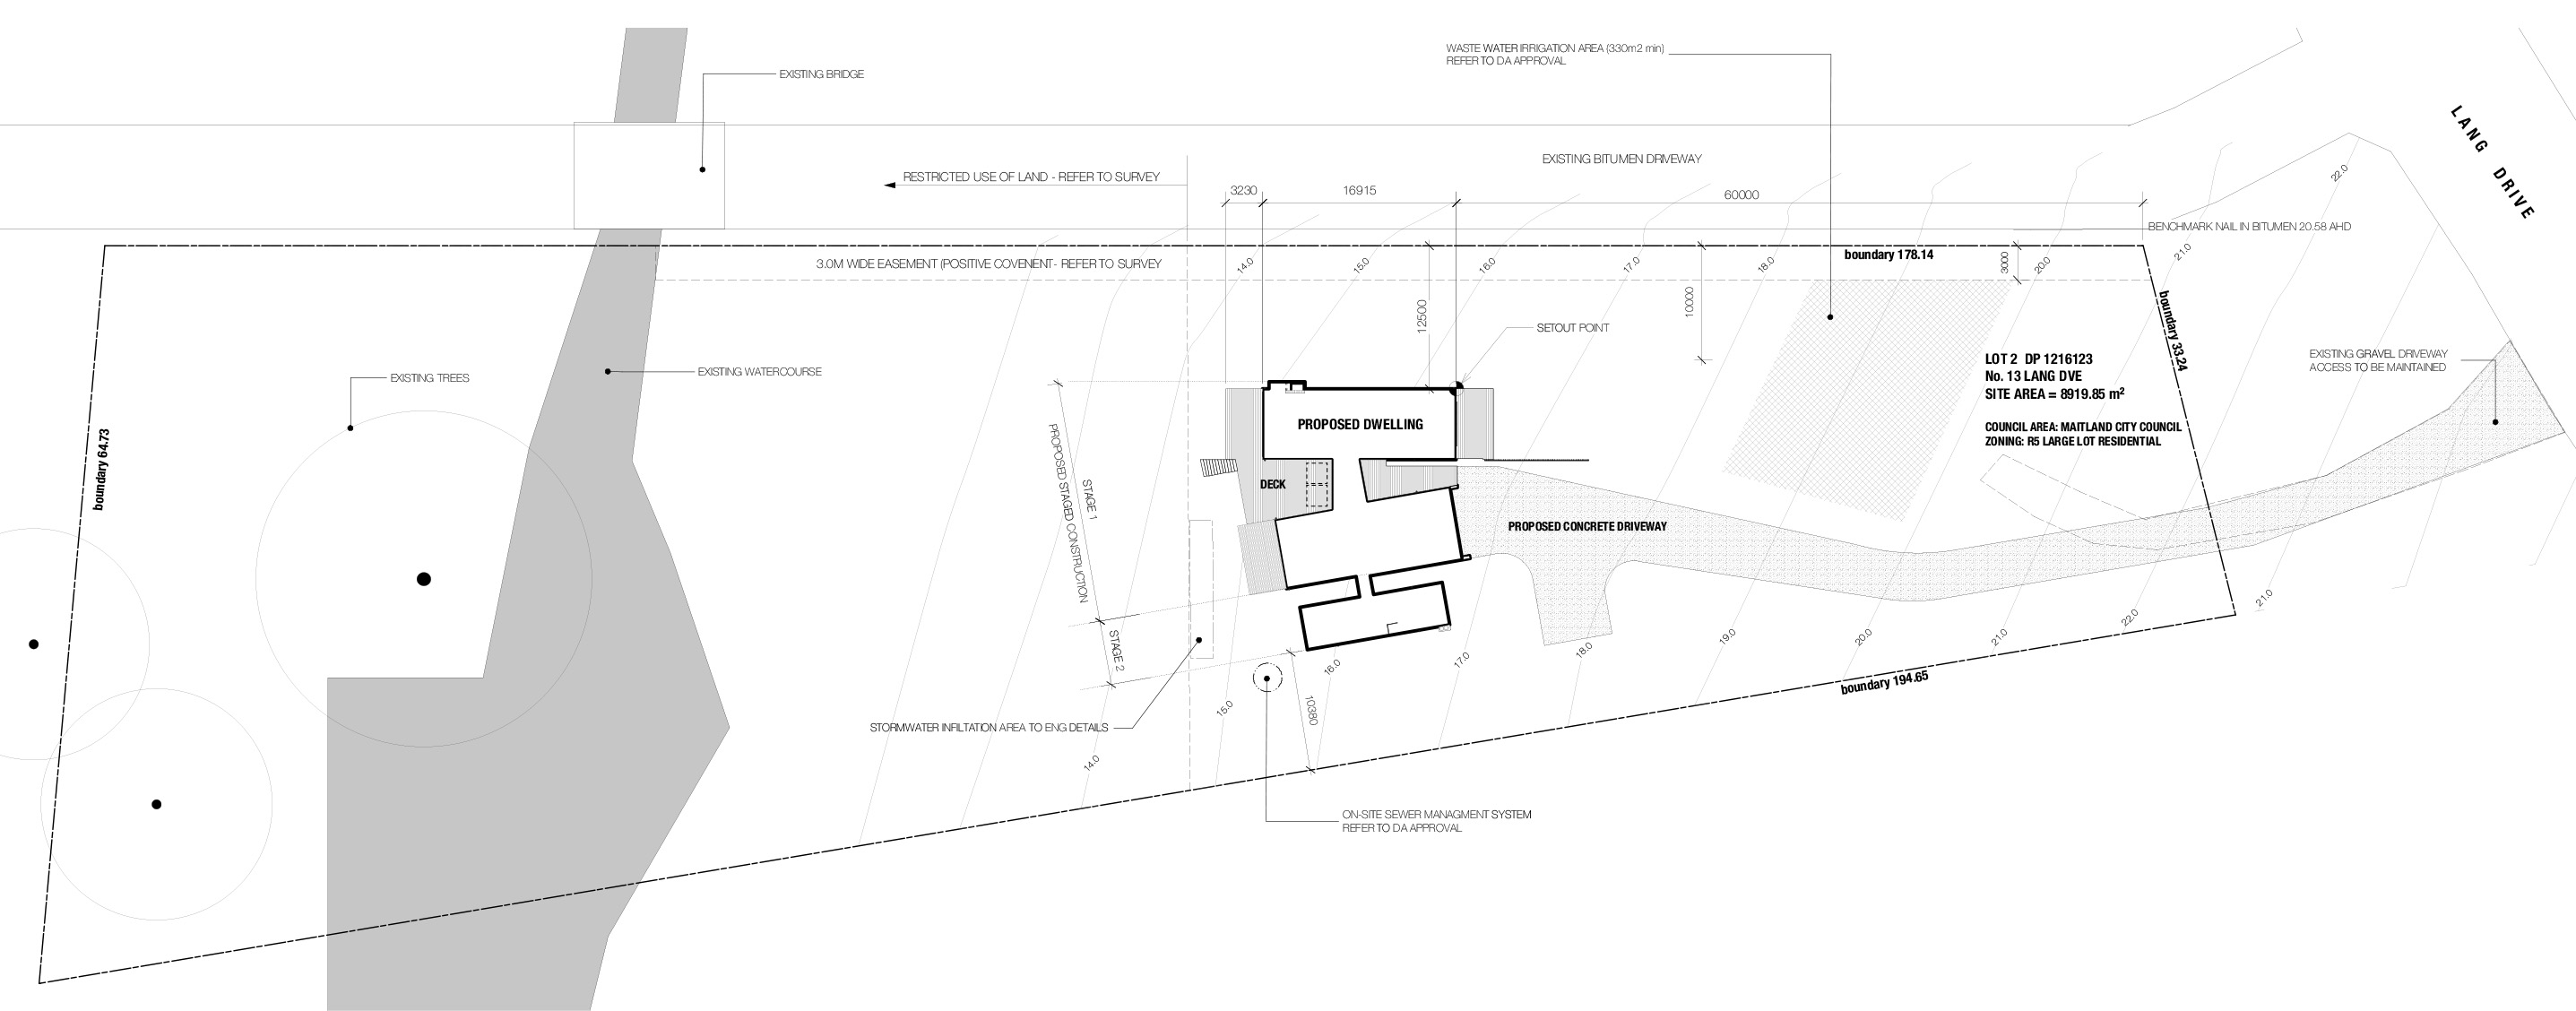 WASTE WATER IRRIGATION AREA (330m2 min)
REFER TO DA APPROVAL
EXISTING BRIDGE
LANG DRIVE
EXISTING BITUMEN DRIVEWAY
RESTRICTED USE OF LAND - REFER TO SURVEY
3230
16915
60000
22.0
BENCHMARK NAIL IN BITUMEN 20.58 AHD
boundary 178.14
21.0
3.0M WIDE EASEMENT (POSITIVE COVENENT- REFER TO SURVEY
14.0
15.0
16.0
17.0
18.0
3000
20.0
10000
12500
boundary 33.24
SETOUT POINT
EXISTING TREES
EXISTING WATERCOURSE
LOT 2 DP 1216123
No. 13 LANG DVE
SITE AREA = 8919.85 m²
EXISTING GRAVEL DRIVEWAY
ACCESS TO BE MAINTAINED
COUNCIL AREA: MAITLAND CITY COUNCIL
ZONING: R5 LARGE LOT RESIDENTIAL
PROPOSED DWELLING
boundary 64.73
DECK
STAGE 1
PROPOSED STAGED CONSTRUCTION
PROPOSED CONCRETE DRIVEWAY
STAGE 2
21.0
22.0
21.0
20.0
19.0
18.0
17.0
16.0
boundary 194.65
15.0
10380
STORMWATER INFILTATION AREA TO ENG DETAILS
14.0
ON-SITE SEWER MANAGMENT SYSTEM
REFER TO DA APPROVAL